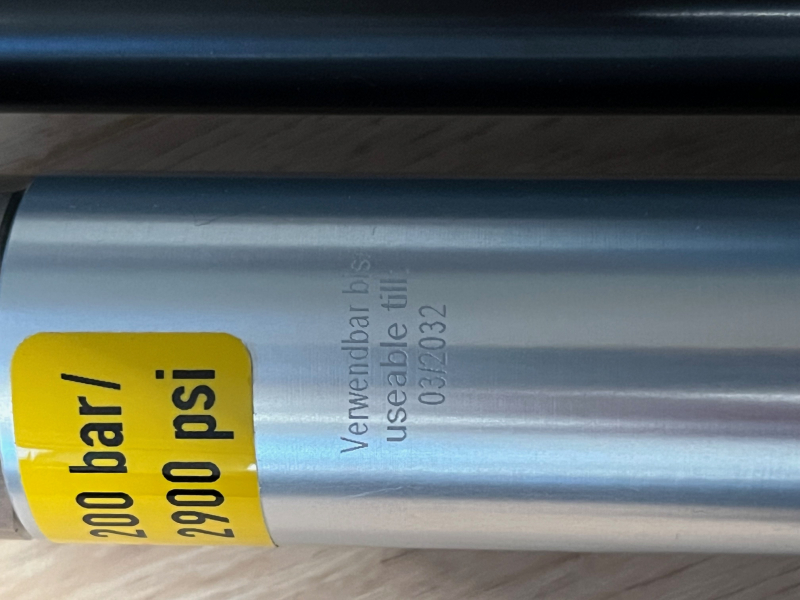 200 bar/
2900 psi
Verwendbar bis:
useable till:
03/2032